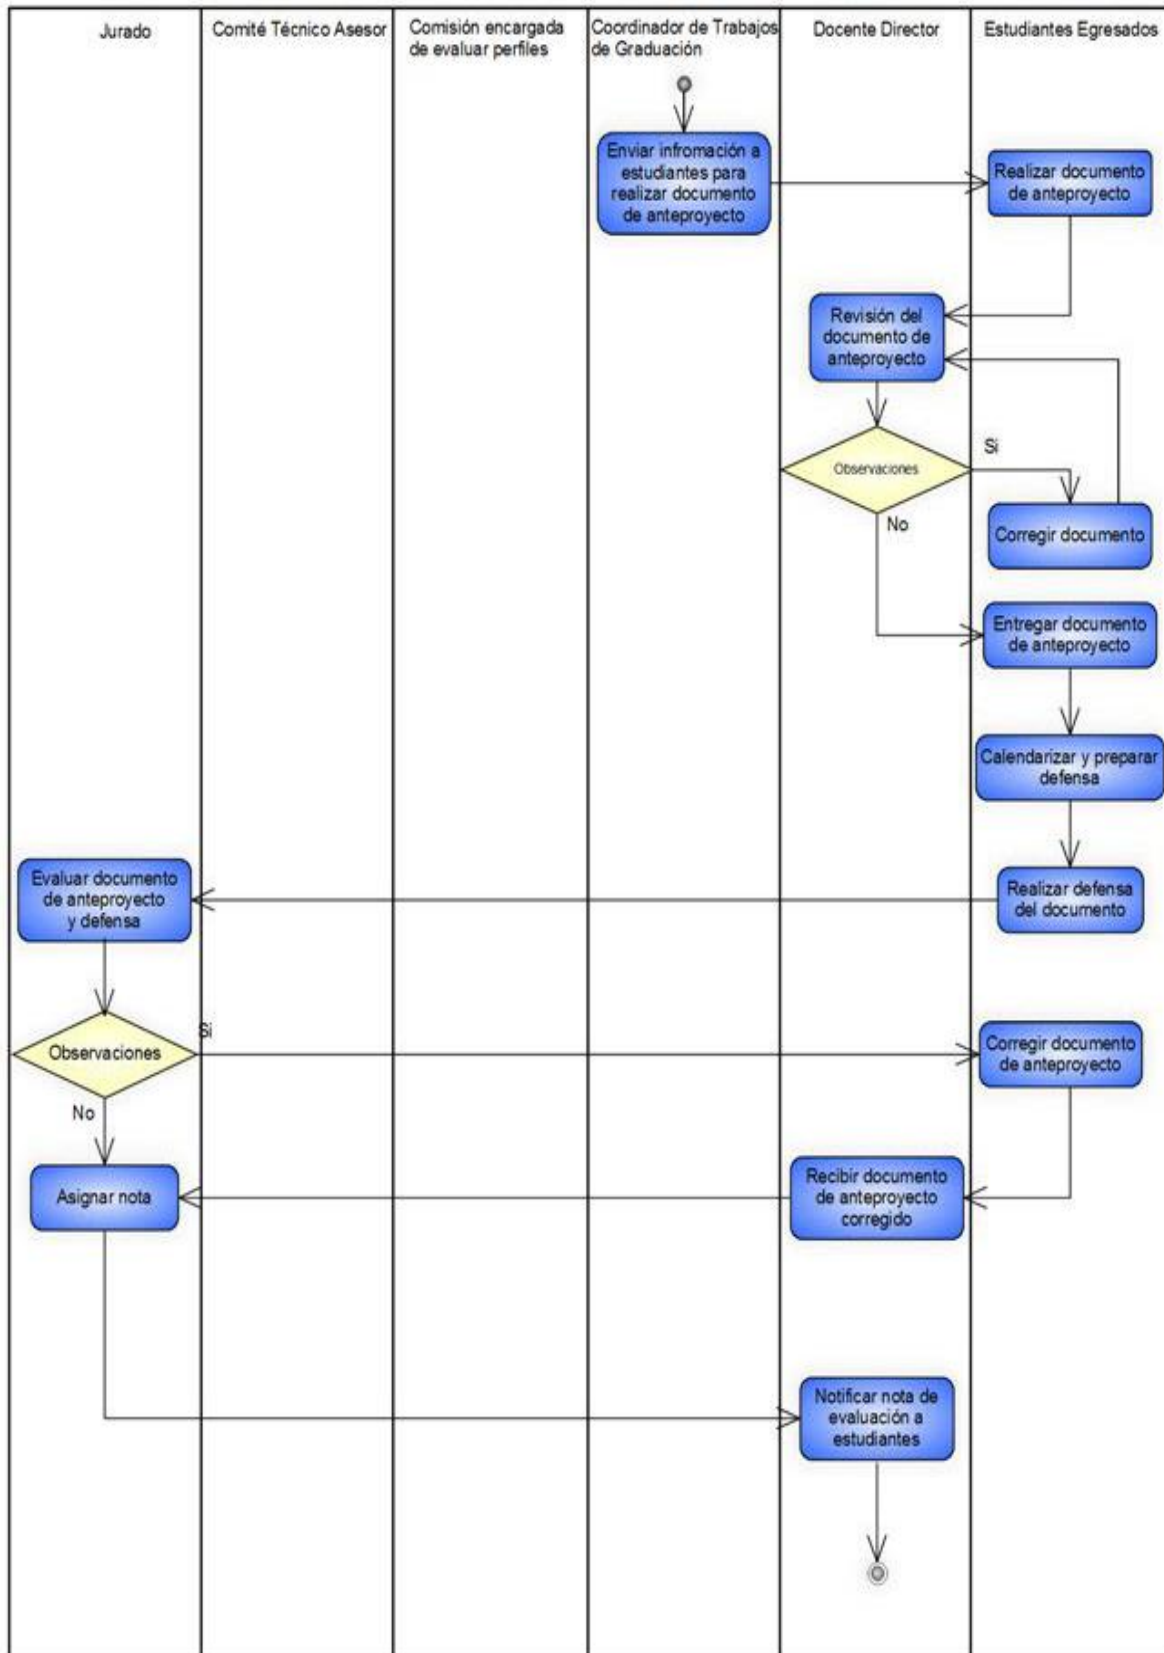 Jurado
Comité Técnico Asesor
Comisión encargada
de evaluar perfiles
Coordinador de Trabajos
de Graduación
Docente Director
Estudiantes Egresados
Enviar infromación a
estudiantes para
realizar documento
de anteproyecto
Realizar documento
de anteproyecto
Revisión del
documento de
anteproyecto
Observaciones
Si
No
Corregir documento
Entregar documento
de anteproyecto
Calendarizar y preparar
defensa
Realizar defensa
del documento
Evaluar documento
de anteproyecto
y defensa
Observaciones
Si
No
Corregir documento
de anteproyecto
Recibir documento
de anteproyecto
corregido
Asignar nota
Notificar nota de
evaluación a
estudiantes